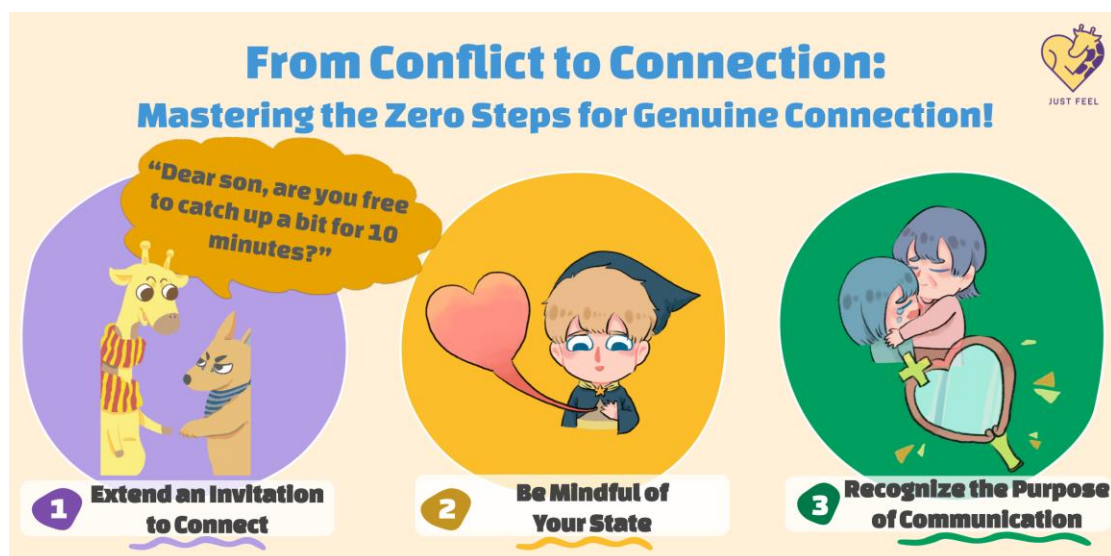 From Conflict to Connection:
Mastering the Zero Steps for Genuine Connection!
JUST FEEL
“Dear son, are you free
to catch up a bit for 10
minutes?”
1
Extend an Invitation
to Connect
2
Be Mindful of
Your State
3
Recognize the Purpose
of Communication